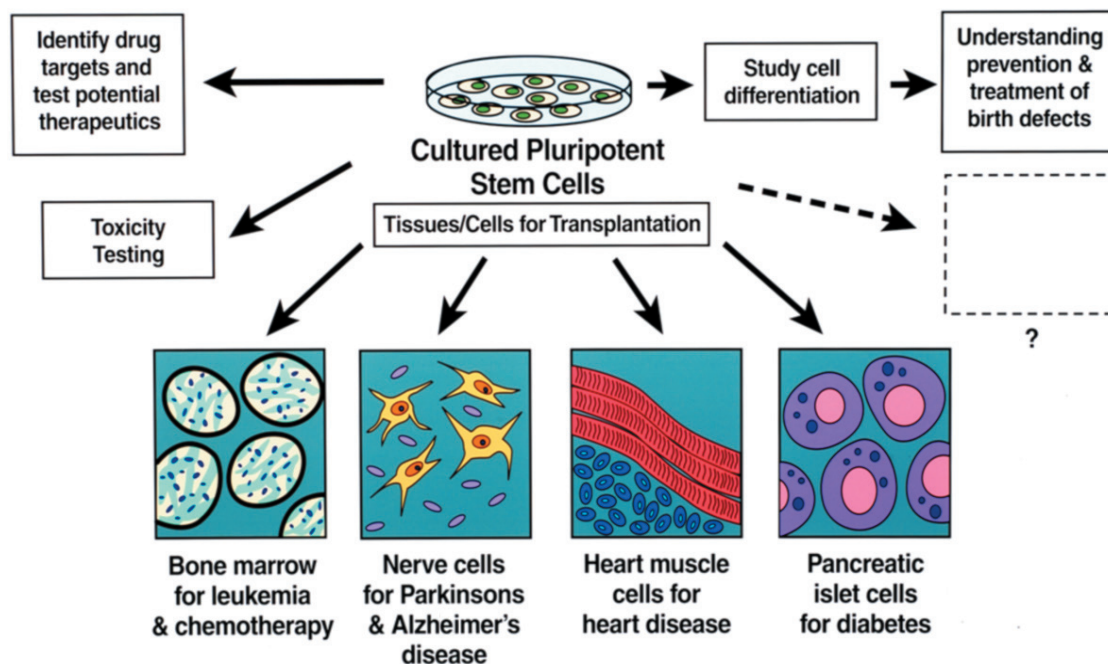 Identify drug
targets and
test potential
therapeutics
Cultured Pluripotent
Stem Cells
Study cell
differentiation
Understanding
prevention &
treatment of
birth defects
Toxicity
Testing
Tissues/Cells for Transplantation
?
Bone marrow
for leukemia
& chemotherapy
Nerve cells
for Parkinsons
& Alzheimer's
disease
Heart muscle
cells for
heart disease
Pancreatic
islet cells
for diabetes